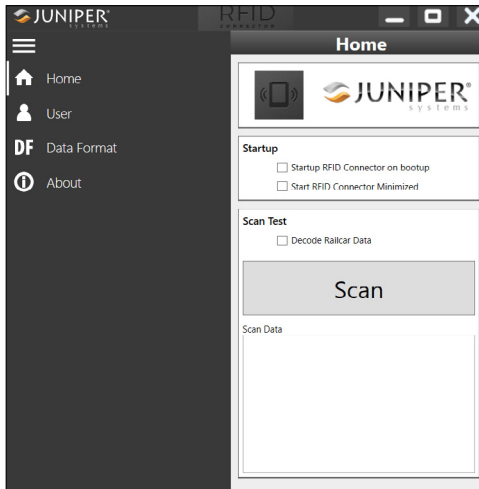 JUNIPER®
systems
RFID
CONNECTOR
Home
Home
User
DF Data Format
About
JUNIPER®
systems
Startup
Startup RFID Connector on bootup
Start RFID Connector Minimized
Scan Test
Decode Railcar Data
Scan
Scan Data